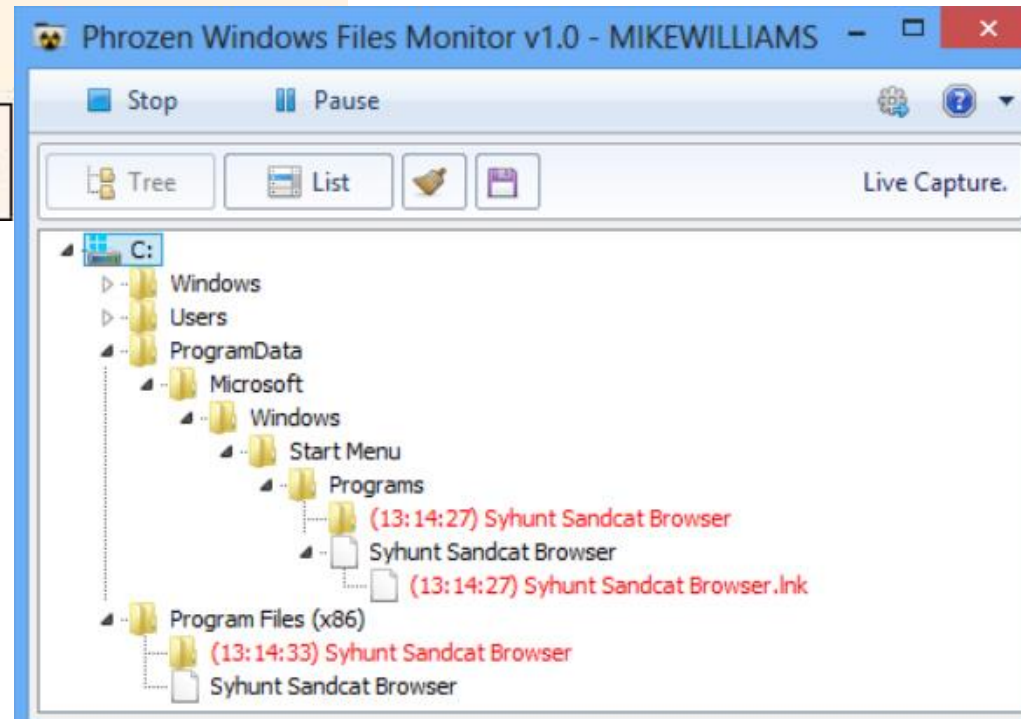 Phrozen Windows Files Monitor v1.0 - MIKEWILLIAMS
Stop Pause
Tree List Live Capture.
C:
Windows
Users
ProgramData
Microsoft
Windows
Start Menu
Programs
(13:14:27) Syhunt Sandcat Browser
Syhunt Sandcat Browser
(13:14:27) Syhunt Sandcat Browser.lnk
Program Files (x86)
(13:14:33) Syhunt Sandcat Browser
Syhunt Sandcat Browser